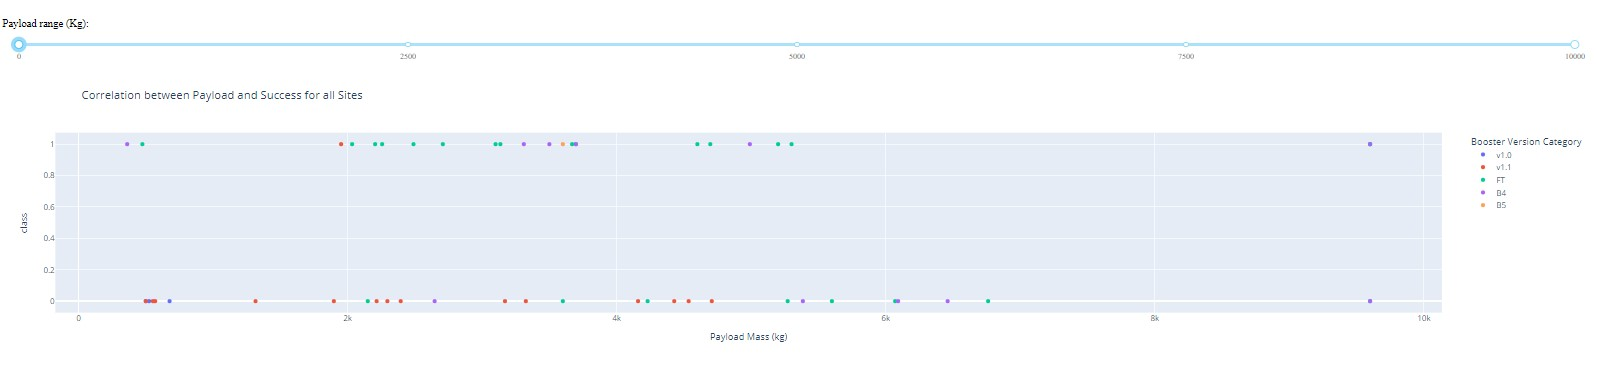 Payload range (Kg):
0 2500 5000 7500 10000
Correlation between Payload and Success for all Sites
Booster Version Category
v1.0
v1.1
FT
B4
B5
class
1
0.8
0.6
0.4
0.2
0
0 2k 4k 6k 8k 10k
Payload Mass (kg)